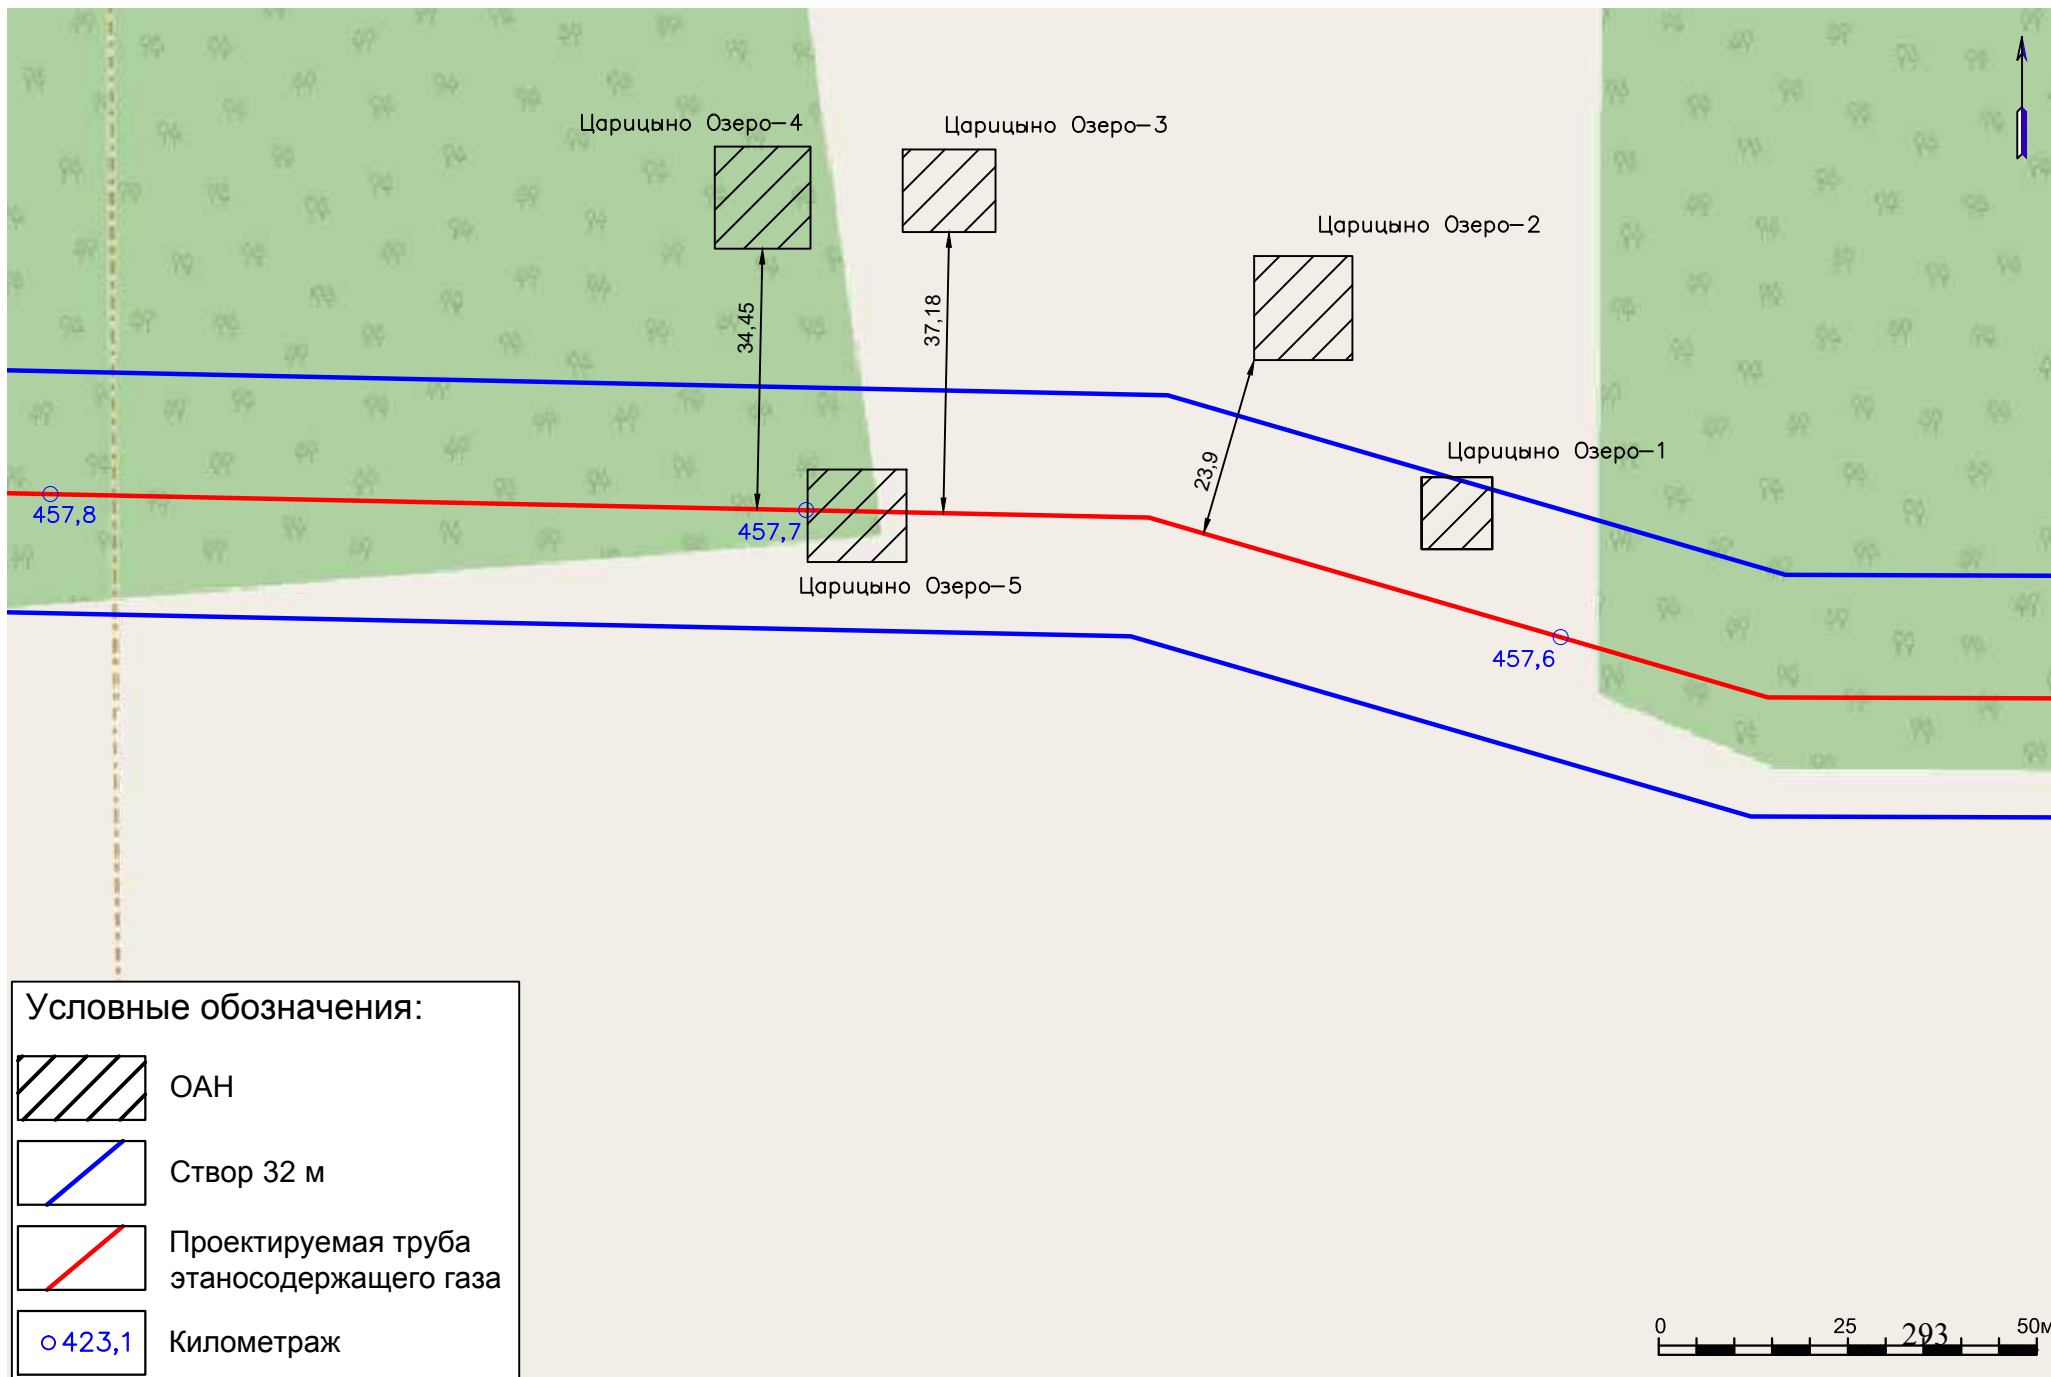 Царицыно Озеро-4
Царицыно Озеро-3
Царицыно Озеро-2
34,45
37,18
23,9
Царицыно Озеро-1
457,8
457,7
Царицыно Озеро-5
457,6
Условные обозначения:
ОАН
Створ 32 м
Проектируемая труба
этаносодержащего газа
423,1 Километраж
0 25 50м
293